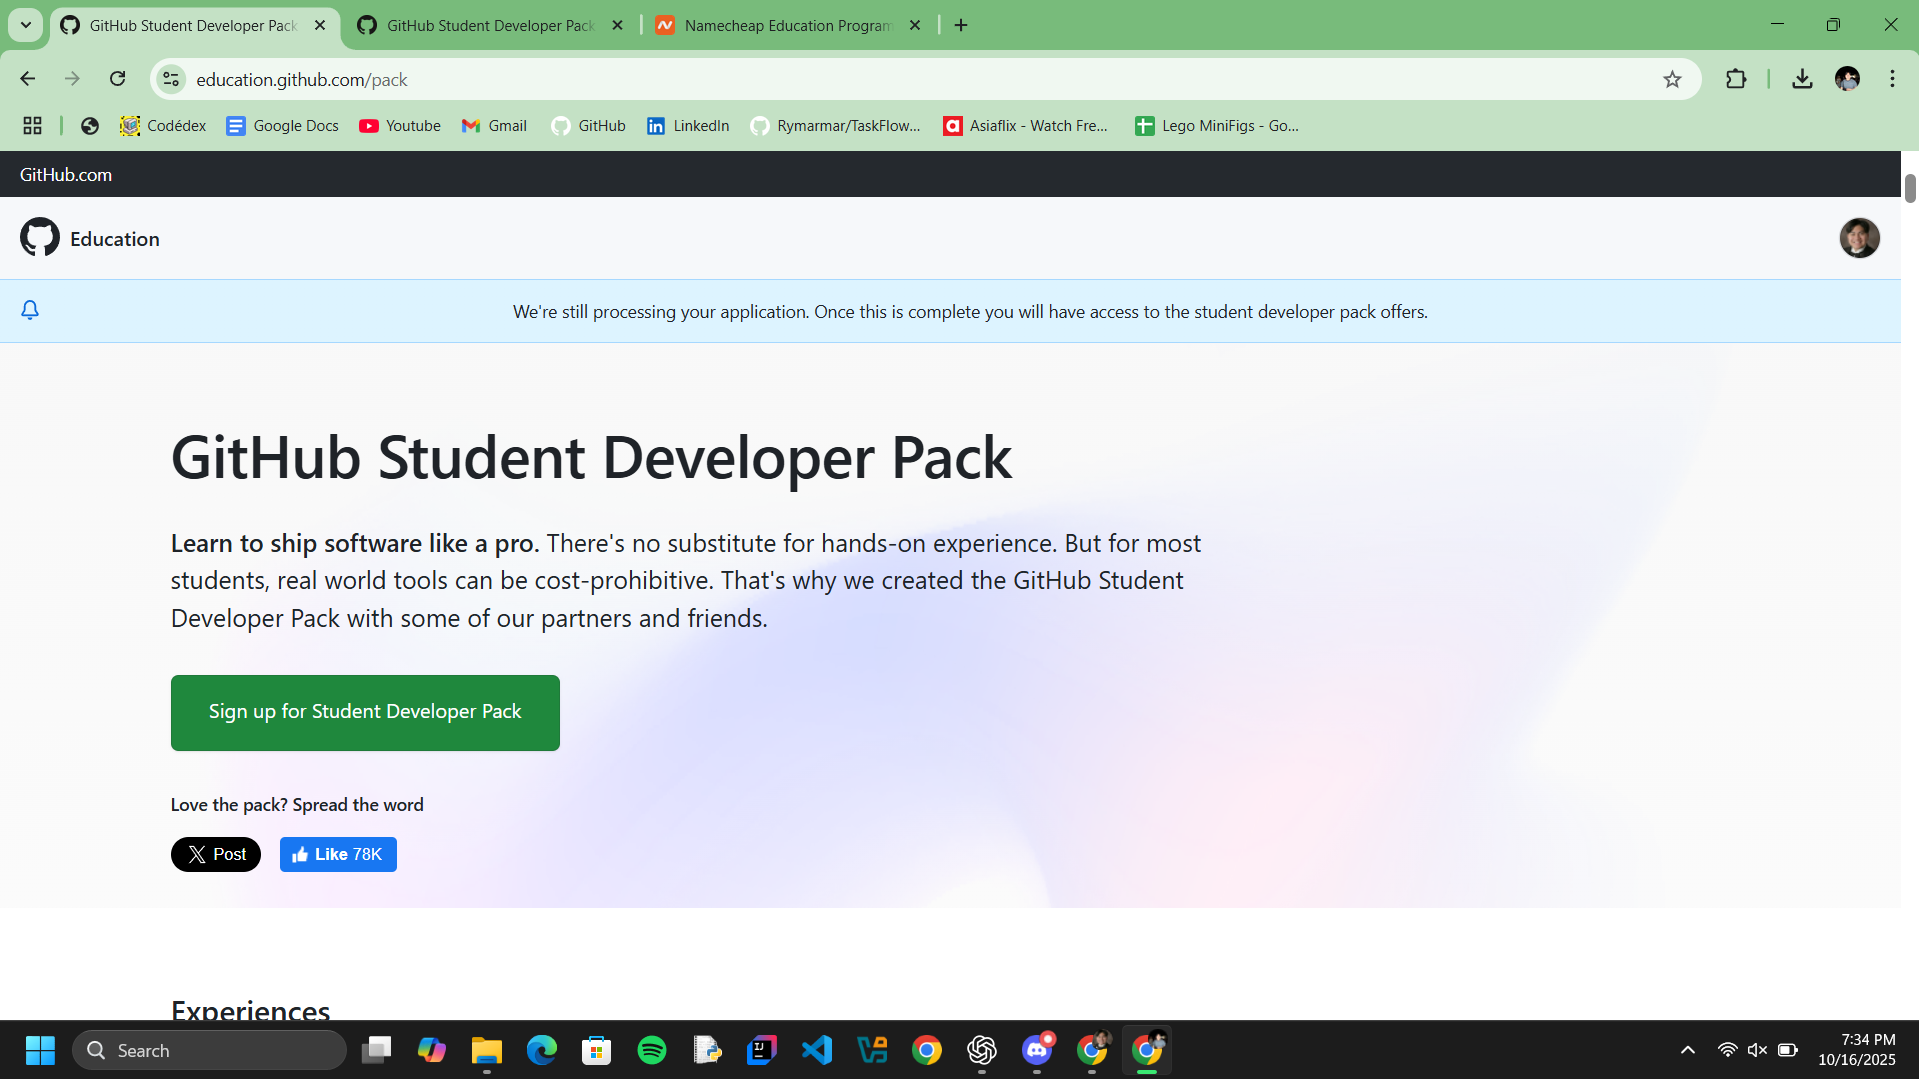 GitHub Student Developer Pack
GitHub Student Developer Pack
Namecheap Education Program
education.github.com/pack
Codédex
Google Docs
Youtube
Gmail
GitHub
LinkedIn
Rymarmar/TaskFlow...
Asiaflix - Watch Fre...
Lego MiniFigs - Go...
GitHub.com
Education
We're still processing your application. Once this is complete you will have access to the student developer pack offers.
GitHub Student Developer Pack
Learn to ship software like a pro. There's no substitute for hands-on experience. But for most
students, real world tools can be cost-prohibitive. That's why we created the GitHub Student
Developer Pack with some of our partners and friends.
Sign up for Student Developer Pack
Love the pack? Spread the word
Post
Like 78K
Experiences
Search
7:34 PM
10/16/2025